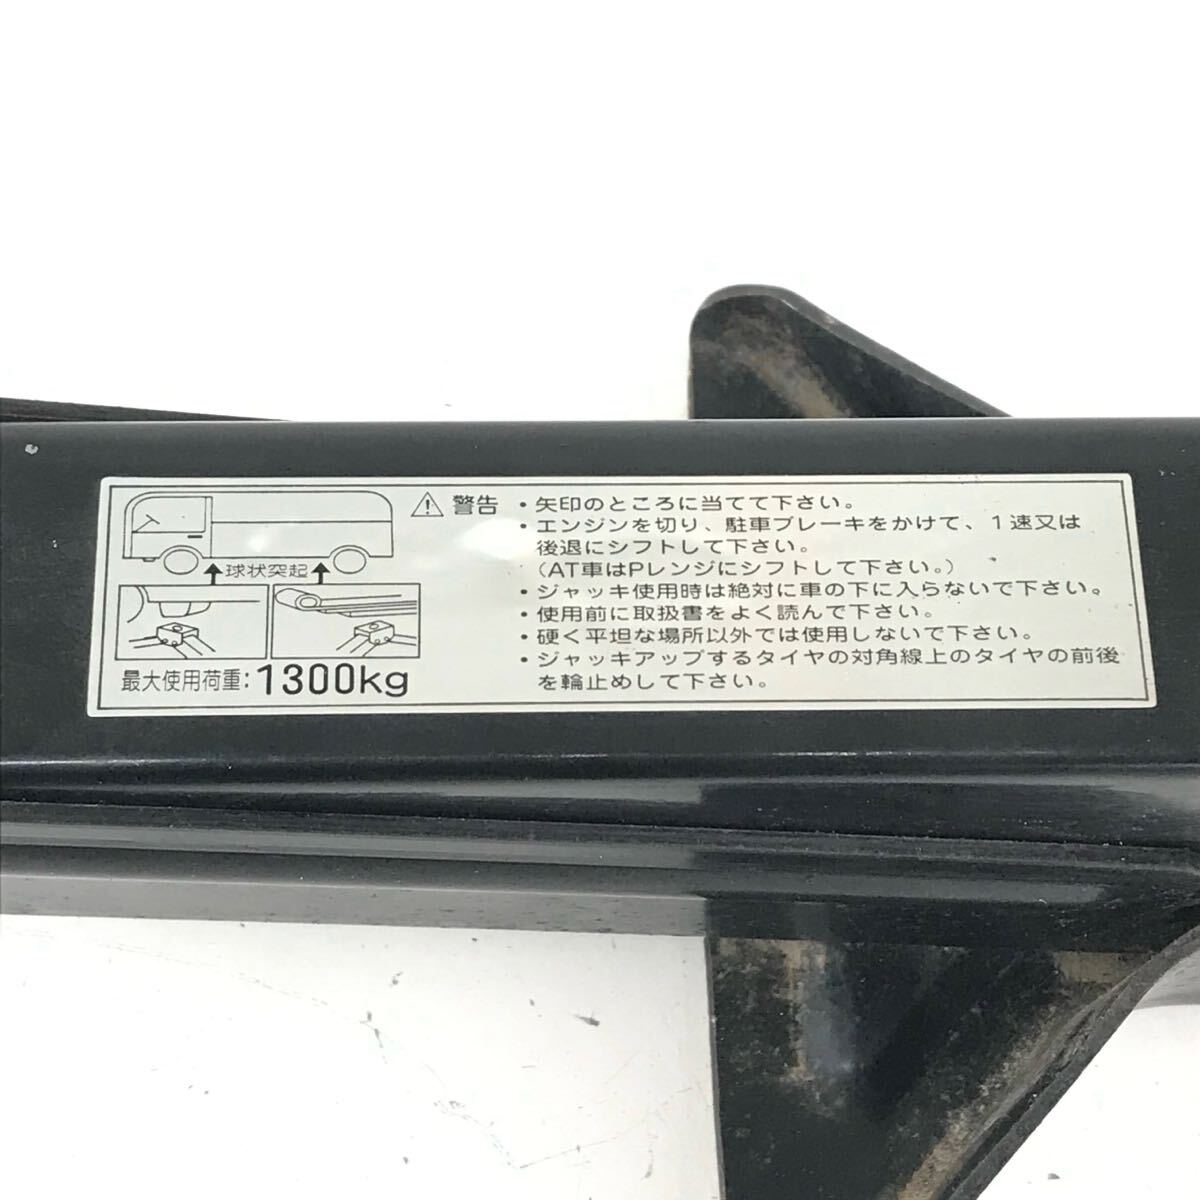 球状突起
最大使用荷重：1300kg
⚠警告
・矢印のところに当てて下さい。
・エンジンを切り、駐車ブレーキをかけて、１速又は
後退にシフトして下さい。
（AT車はPレンジにシフトして下さい。）
・ジャッキ使用時は絶対に車の下に入らないで下さい。
・使用前に取扱書をよく読んで下さい。
・硬く平坦な場所以外では使用しないで下さい。
・ジャッキアップするタイヤの対角線上のタイヤの前後
を輪止めして下さい。